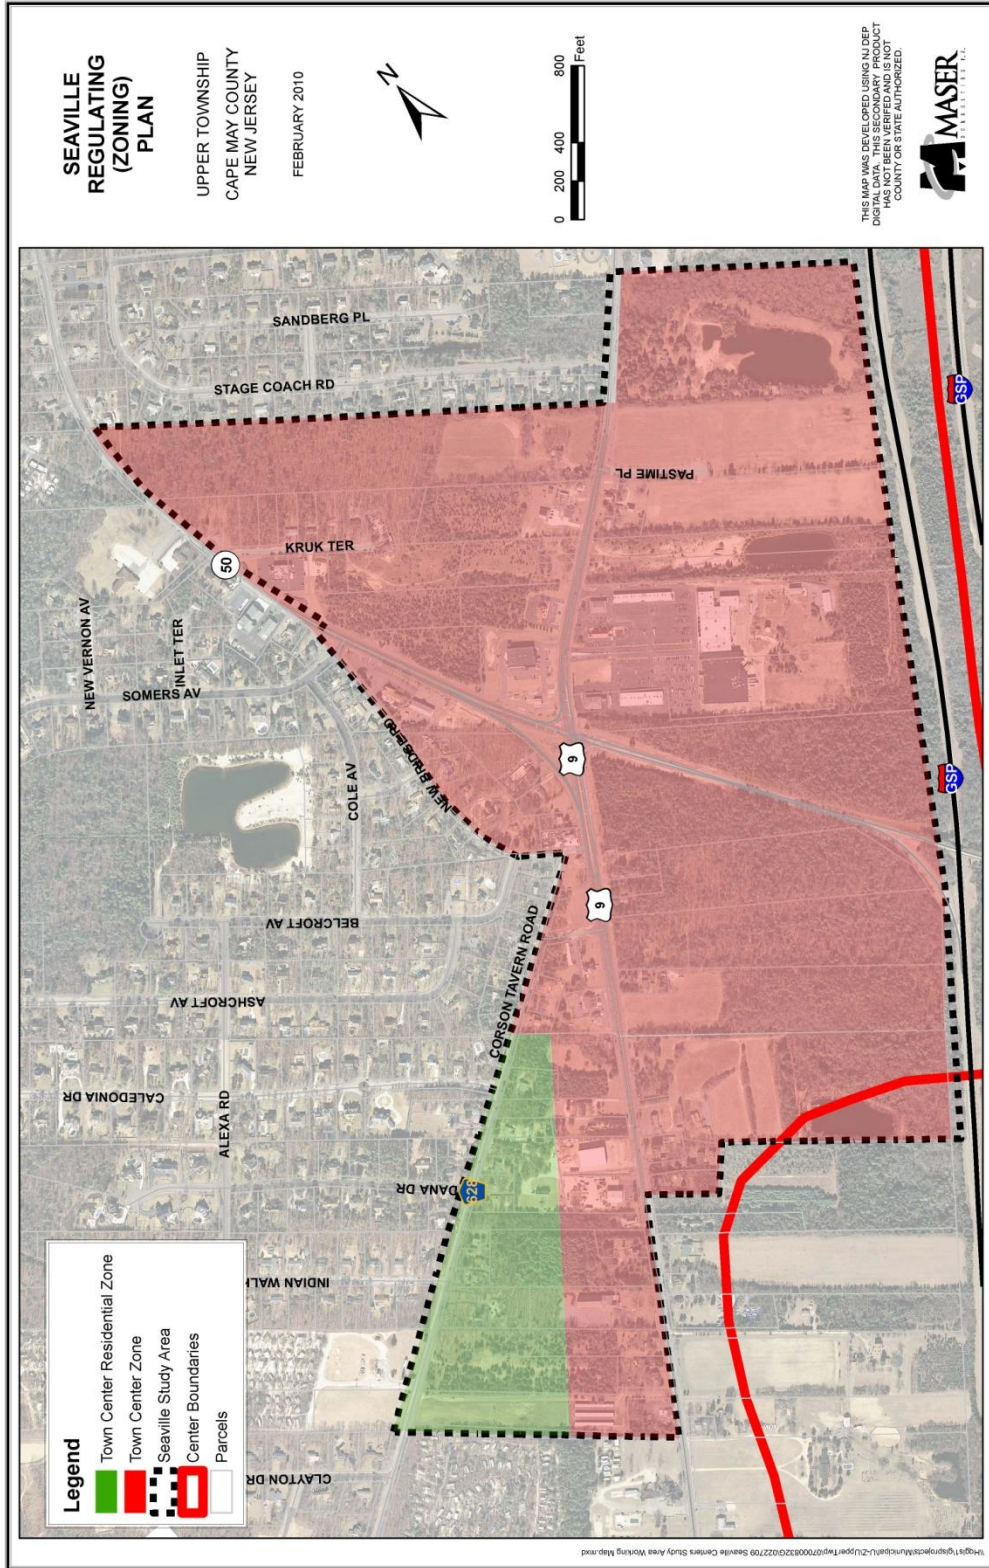 SEAVILLE
REGULATING
(ZONING)
PLAN
UPPER TOWNSHIP
CAPE MAY COUNTY
NEW JERSEY
FEBRUARY 2010
N
0 200 400 800
Feet
THIS MAP WAS DEVELOPED USING NJ DEP
DIGITAL DATA. THIS SECONDARY PRODUCT
HAS NOT BEEN VERIFIED AND IS NOT
COUNTY OR STATE AUTHORIZED.
MASER
CONSULTING P.A.
Legend
Town Center Residential Zone
Town Center Zone
Seaville Study Area
Center Boundaries
Parcels
SANDBERG PL
STAGE COACH RD
PASTIME PL
KRUK TER
50
NEW VERNON AV
INLET TER
SOMERS AV
NEW BRIDGE RD
COLE AV
9
GSP
GSP
9
BELCROFT AV
CORSON TAVERN ROAD
ASHCROFT AV
CALEDONIA DR
ALEXA RD
DANA DR
628
INDIAN WALK
CLAYTON DR